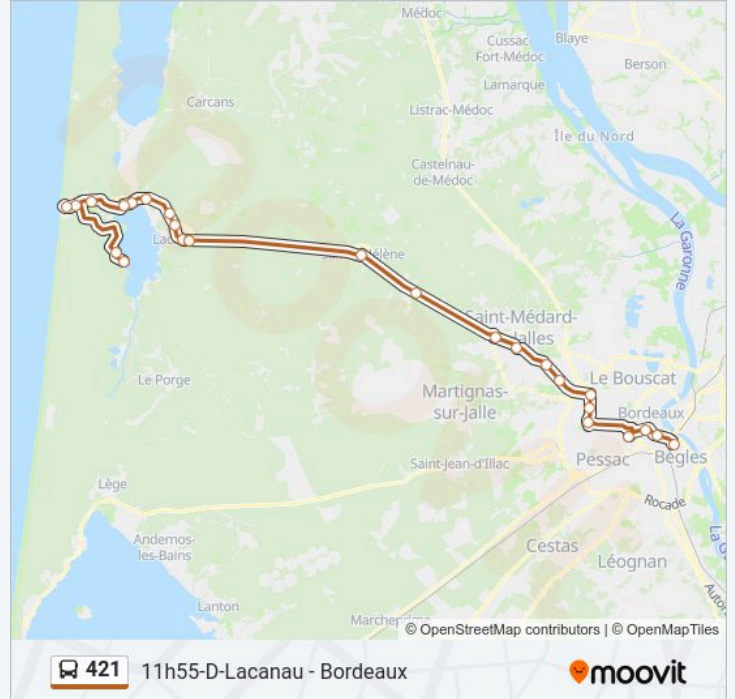 Médoc
Cussac-
Fort-Médoc
Blaye
Berson
Lamarque
Carcans
Listrac-Médoc
Île du Nord
Castelnau-
de-Médoc
La Garonne
Saint-Médard-
Le Porge
Le Bouscat
Martignas-
sur-Jalle
Bordeaux
Saint-Jean-d'Illac
Pessac
Bègles
Lège
Rocade
Andernos-
les-Bains
Cestas
Léognan
Lanton
© OpenStreetMap contributors | © OpenMapTiles
421 11h55-D-Lacanau - Bordeaux
moovit